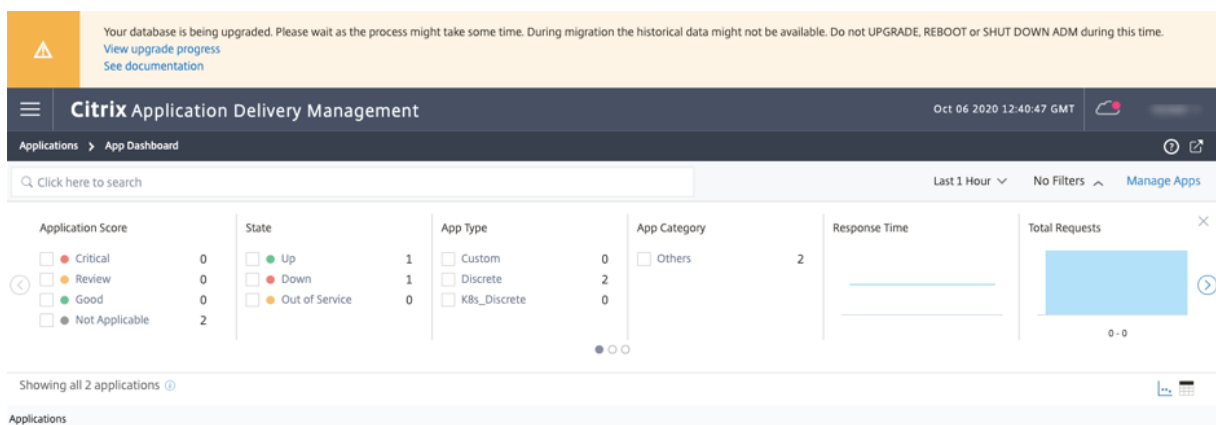 Your database is being upgraded. Please wait as the process might take some time. During migration the historical data might not be available. Do not UPGRADE, REBOOT or SHUT DOWN ADM during this time.
View upgrade progress
See documentation
Citrix Application Delivery Management
Oct 06 2020 12:40:47 GMT
Applications > App Dashboard
Click here to search
Last 1 Hour
No Filters
Manage Apps
Application Score
Critical 0
Review 0
Good 0
Not Applicable 2
State
Up 1
Down 1
Out of Service 0
App Type
Custom 0
Discrete 2
K8s_Discrete 0
App Category
Others 2
Response Time
Total Requests
0 - 0
Showing all 2 applications
Applications